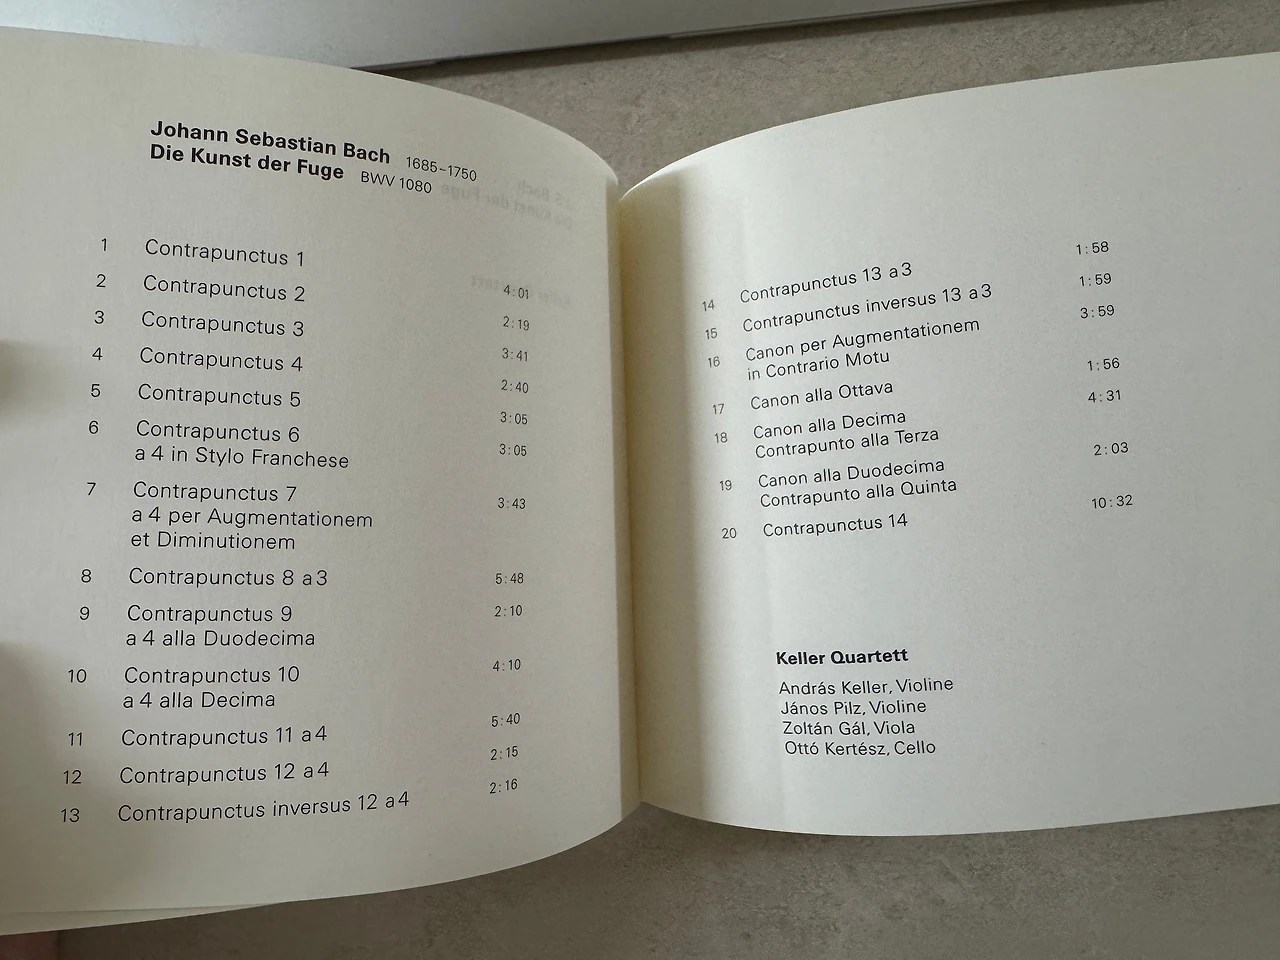 Johann Sebastian Bach 1685–1750
Die Kunst der Fuge BWV 1080
1 Contrapunctus 1 4:01
2 Contrapunctus 2 2:19
3 Contrapunctus 3 3:41
4 Contrapunctus 4 2:40
5 Contrapunctus 5 3:05
6 Contrapunctus 6 3:05
a 4 in Stylo Franchese
7 Contrapunctus 7 3:43
a 4 per Augmentationem
et Diminutionem
8 Contrapunctus 8 a 3 5:48
9 Contrapunctus 9 2:10
a 4 alla Duodecima
10 Contrapunctus 10 4:10
a 4 alla Decima
11 Contrapunctus 11 a 4 5:40
12 Contrapunctus 12 a 4 2:15
13 Contrapunctus inversus 12 a 4 2:16
14 Contrapunctus 13 a 3 1:58
15 Contrapunctus inversus 13 a 3 1:59
16 Canon per Augmentationem 3:59
in Contrario Motu
17 Canon alla Ottava 1:56
18 Canon alla Decima 4:31
Contrapunto alla Terza
19 Canon alla Duodecima 2:03
Contrapunto alla Quinta
20 Contrapunctus 14 10:32
Keller Quartett
András Keller, Violine
János Pilz, Violine
Zoltán Gál, Viola
Ottó Kertész, Cello